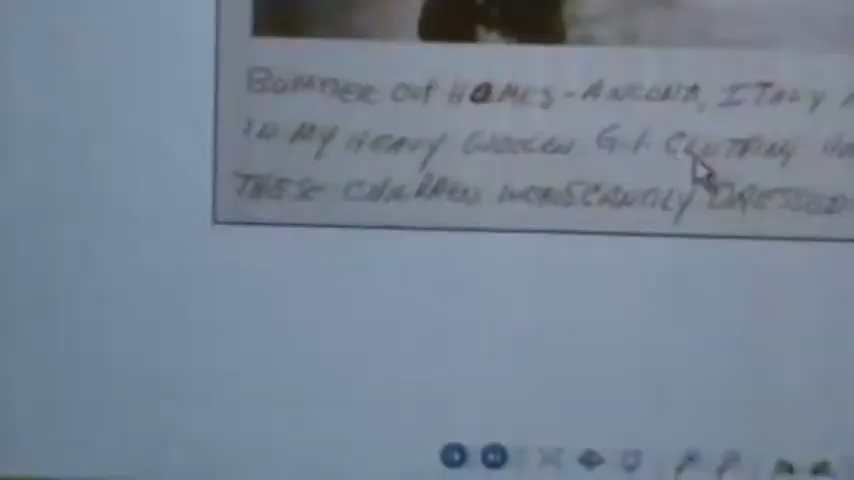 BOMBED OUT HOMES - ANCONA, ITALY
IN MY HEAVY WOOLEN G.I. CLOTHING
THESE CHILDREN WERE SCANTILY DRESSED